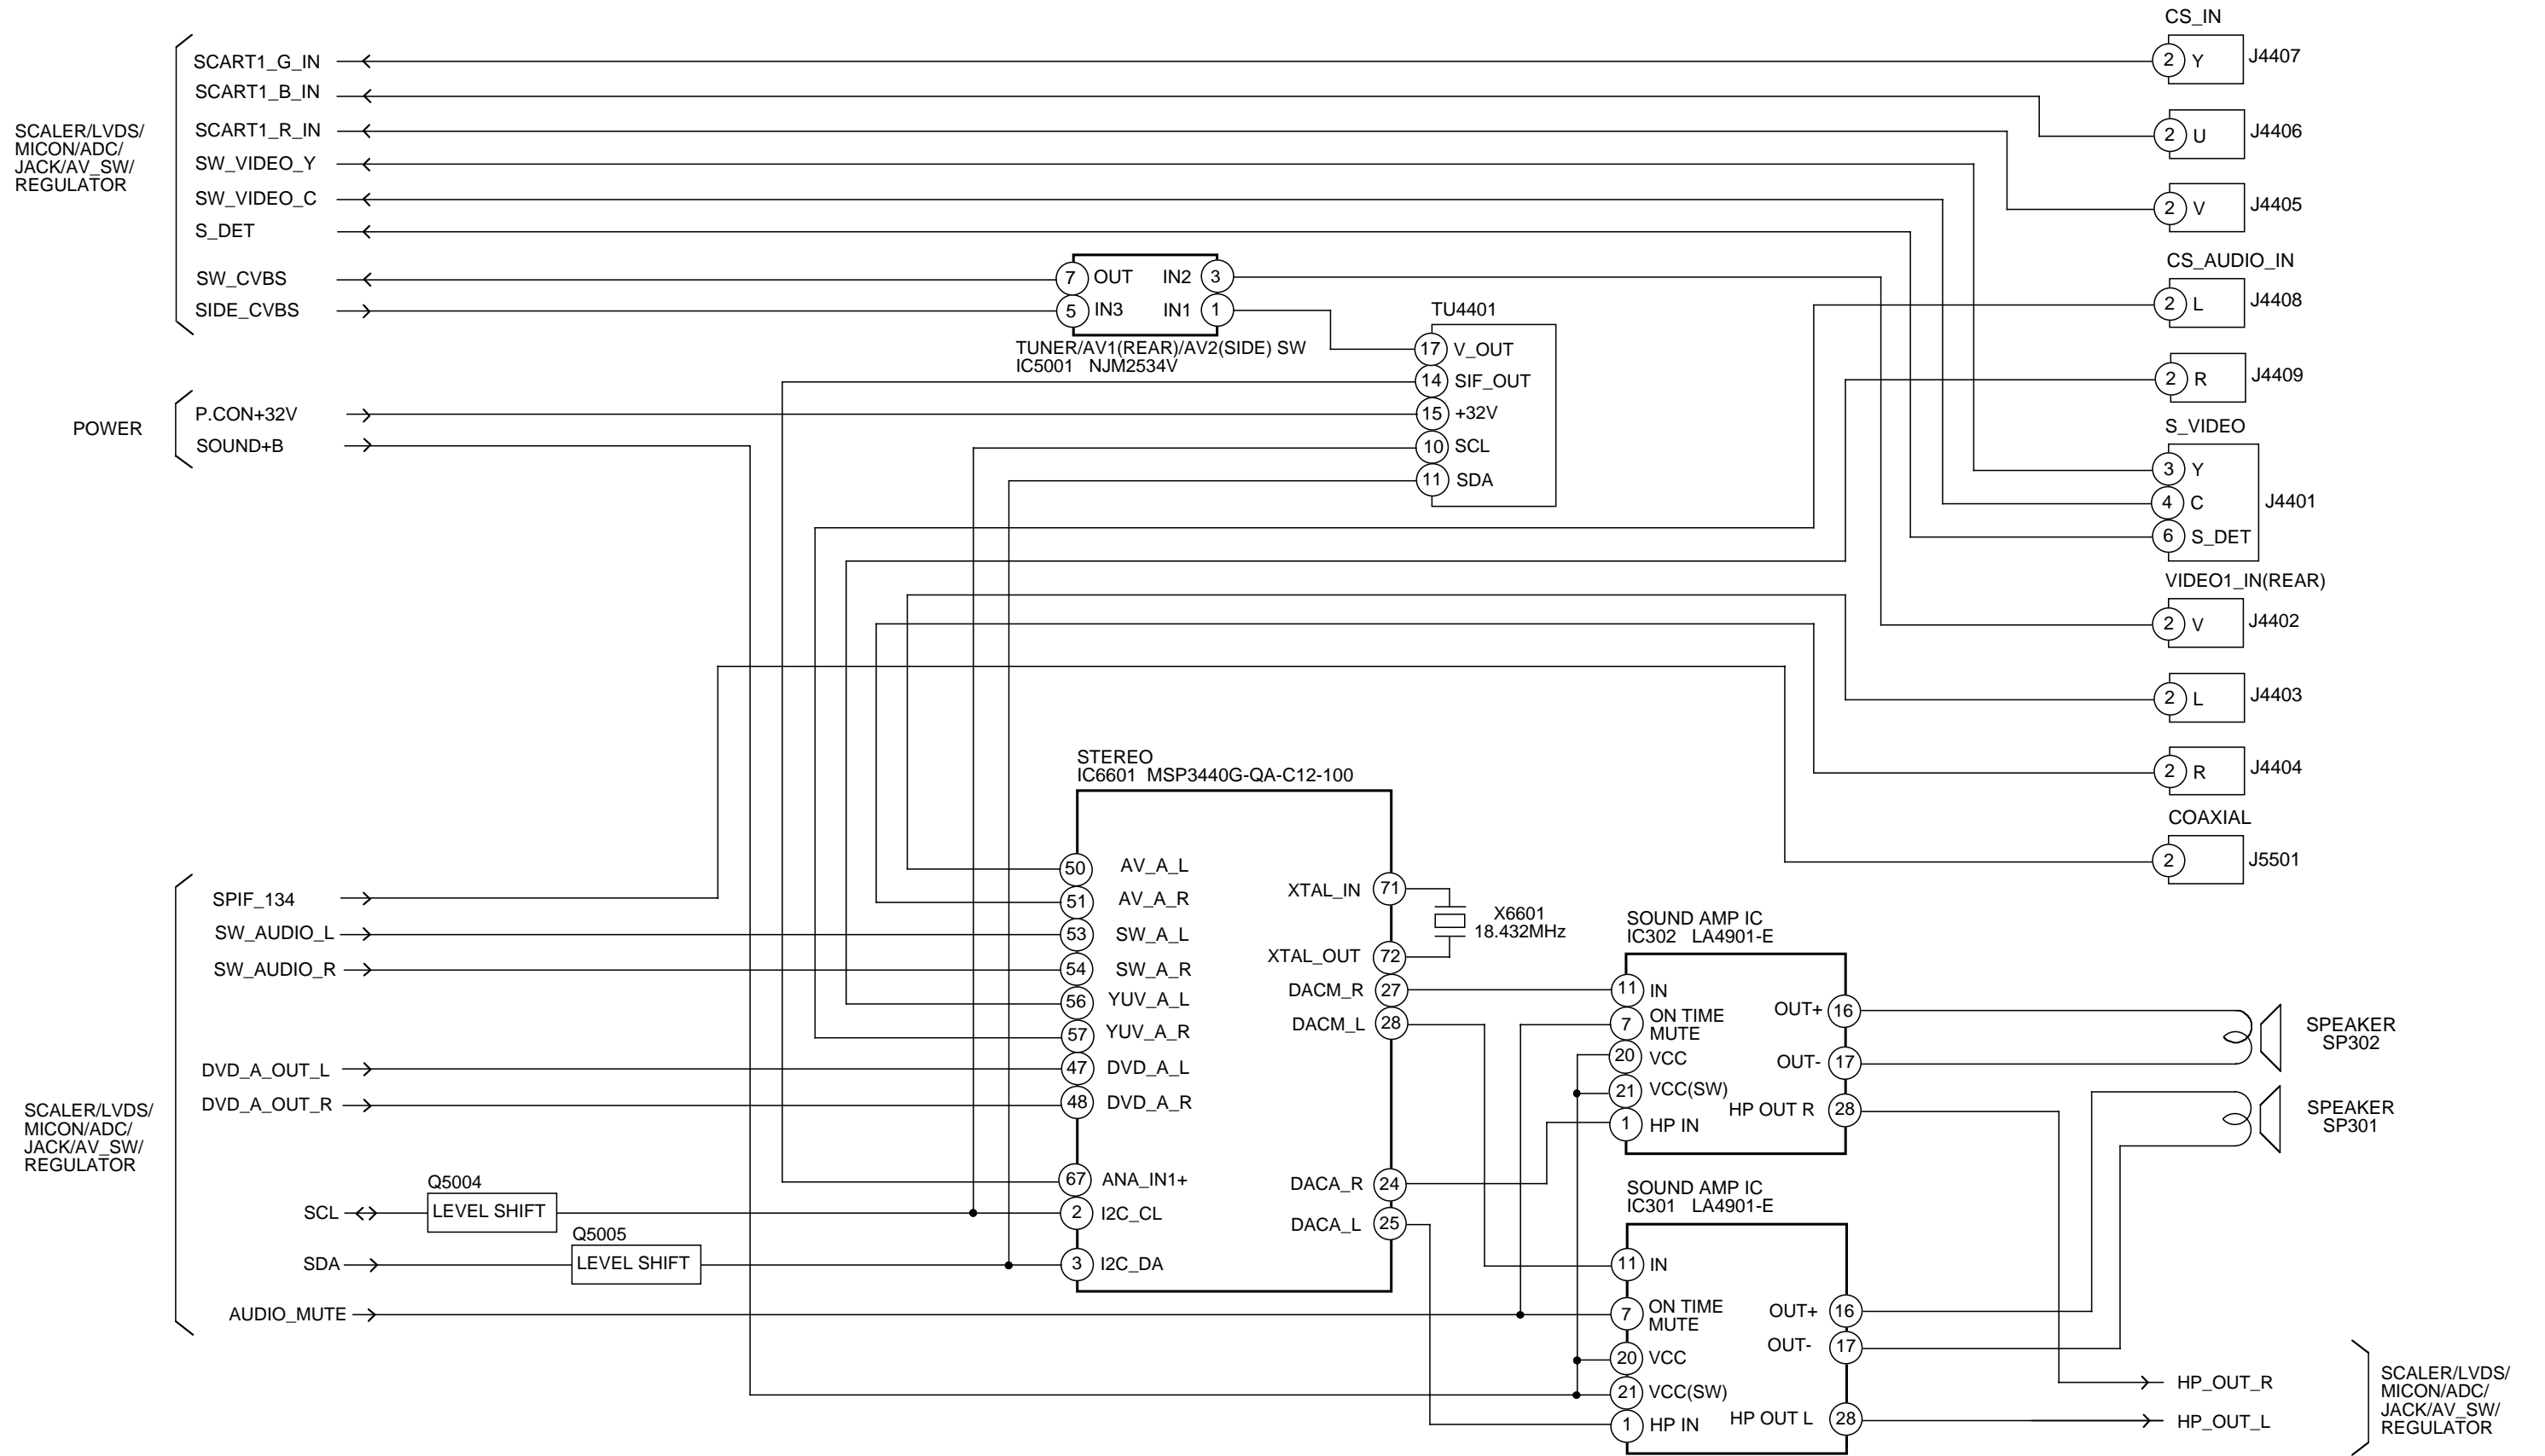 SCALER/LVDS/
MICON/ADC/
JACK/AV_SW/
REGULATOR
SCART1_G_IN
SCART1_B_IN
SCART1_R_IN
SW_VIDEO_Y
SW_VIDEO_C
S_DET
SW_CVBS
SIDE_CVBS
POWER
P.CON+32V
SOUND+B
7 OUT
5 IN3
IN2 3
IN1 1
TUNER/AV1(REAR)/AV2(SIDE) SW
IC5001 NJM2534V
TU4401
17 V_OUT
14 SIF_OUT
15 +32V
10 SCL
11 SDA
CS_IN
2 Y J4407
2 U J4406
2 V J4405
CS_AUDIO_IN
2 L J4408
2 R J4409
S_VIDEO
3 Y
4 C J4401
6 S_DET
VIDEO1_IN(REAR)
2 V J4402
2 L J4403
2 R J4404
COAXIAL
2 J5501
SCALER/LVDS/
MICON/ADC/
JACK/AV_SW/
REGULATOR
SPIF_134
SW_AUDIO_L
SW_AUDIO_R
DVD_A_OUT_L
DVD_A_OUT_R
SCL
Q5004
LEVEL SHIFT
SDA
Q5005
LEVEL SHIFT
AUDIO_MUTE
STEREO
IC6601 MSP3440G-QA-C12-100
50 AV_A_L
51 AV_A_R
53 SW_A_L
54 SW_A_R
56 YUV_A_L
57 YUV_A_R
47 DVD_A_L
48 DVD_A_R
67 ANA_IN1+
2 I2C_CL
3 I2C_DA
XTAL_IN 71
XTAL_OUT 72
DACM_R 27
DACM_L 28
DACA_R 24
DACA_L 25
X6601
18.432MHz
SOUND AMP IC
IC302 LA4901-E
11 IN
7 ON TIME
MUTE
20 VCC
21 VCC(SW)
1 HP IN
OUT+ 16
OUT- 17
HP OUT R 28
SPEAKER
SP302
SPEAKER
SP301
SOUND AMP IC
IC301 LA4901-E
11 IN
7 ON TIME
MUTE
20 VCC
21 VCC(SW)
1 HP IN
OUT+ 16
OUT- 17
HP OUT L 28
HP_OUT_R
HP_OUT_L
SCALER/LVDS/
MICON/ADC/
JACK/AV_SW/
REGULATOR